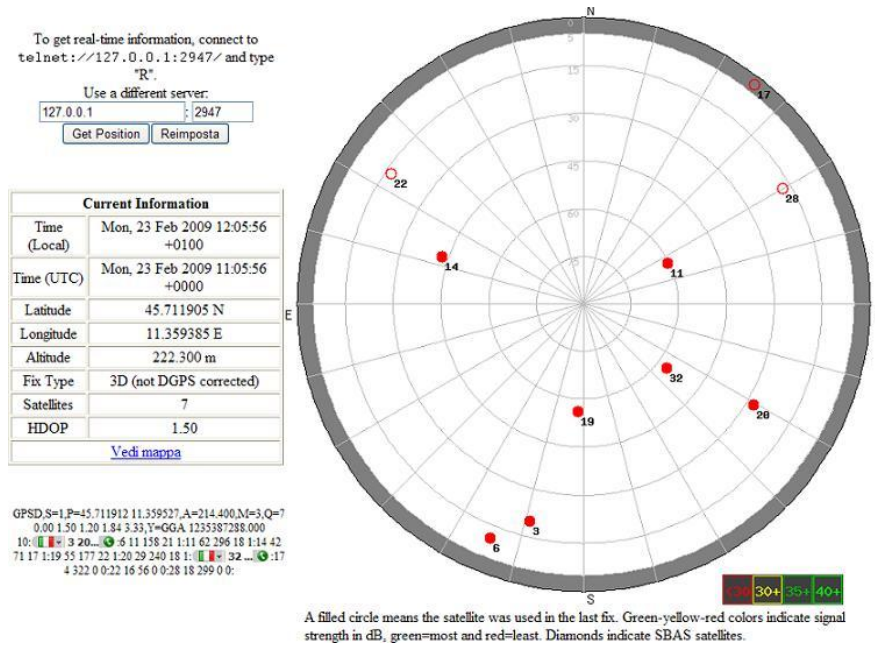 To get real-time information, connect to
telnet://127.0.0.1:2947/ and type
"R".
Use a different server:
127.0.0.1 : 2947
Get Position Reimposta
Current Information
Time (Local) Mon, 23 Feb 2009 12:05:56 +0100
Time (UTC) Mon, 23 Feb 2009 11:05:56 +0000
Latitude 45.711905 N
Longitude 11.359385 E
Altitude 222.300 m
Fix Type 3D (not DGPS corrected)
Satellites 7
HDOP 1.50
Vedi mappa
GPSD,S=1,P=45.711912 11.359527,A=214.400,M=3,Q=7
0.00 1.50 1.20 1.84 3.33,Y=GGA 1235387288.000
10:( 3 20... :6 11 158 21 1:11 62 296 18 1:14 42
71 17 1:19 55 177 22 1:20 29 240 18 1:( 32 ... :17
4 322 0 0:22 16 56 0 0:28 18 299 0 0:
N
0
5
15
30
45
60
75
17
22
28
14
11
E
32
20
19
3
6
S
<30 30+ 35+ 40+
A filled circle means the satellite was used in the last fix. Green-yellow-red colors indicate signal
strength in dB, green=most and red=least. Diamonds indicate SBAS satellites.